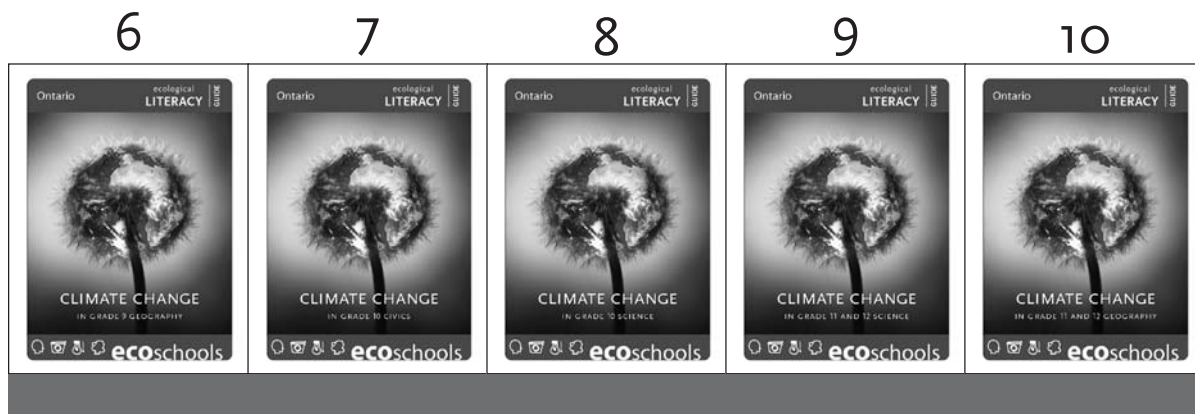 6 7 8 9 10
Ontario
ecological
LITERACY
GUIDE
CLIMATE CHANGE
IN GRADE 9 GEOGRAPHY
ecoschools
Ontario
ecological
LITERACY
GUIDE
CLIMATE CHANGE
IN GRADE 10 CIVICS
ecoschools
Ontario
ecological
LITERACY
GUIDE
CLIMATE CHANGE
IN GRADE 10 SCIENCE
ecoschools
Ontario
ecological
LITERACY
GUIDE
CLIMATE CHANGE
IN GRADE 11 AND 12 SCIENCE
ecoschools
Ontario
ecological
LITERACY
GUIDE
CLIMATE CHANGE
IN GRADE 11 AND 12 GEOGRAPHY
ecoschools